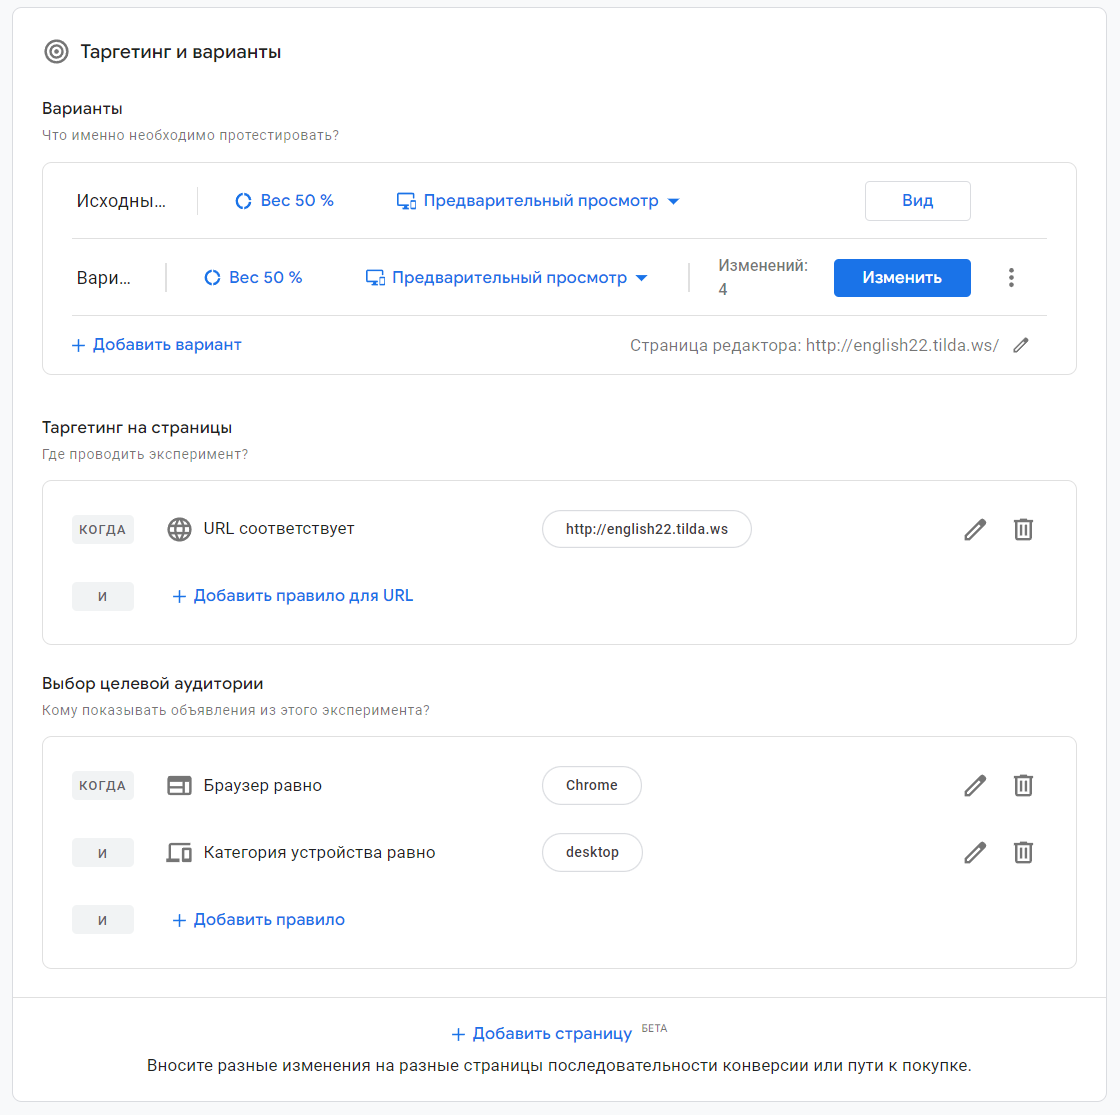 Таргетинг и варианты
Варианты
Что именно необходимо протестировать?
Исходны...
Вес 50 %
Предварительный просмотр
Вид
Вари...
Вес 50 %
Предварительный просмотр
Изменений:
4
Изменить
Добавить вариант
Страница редактора: http://english22.tilda.ws/
Таргетинг на страницы
Где проводить эксперимент?
КОГДА
URL соответствует
http://english22.tilda.ws
И
Добавить правило для URL
Выбор целевой аудитории
Кому показывать объявления из этого эксперимента?
КОГДА
Браузер равно
Chrome
И
Категория устройства равно
desktop
И
Добавить правило
Добавить страницу БЕТА
Вносите разные изменения на разные страницы последовательности конверсии или пути к покупке.